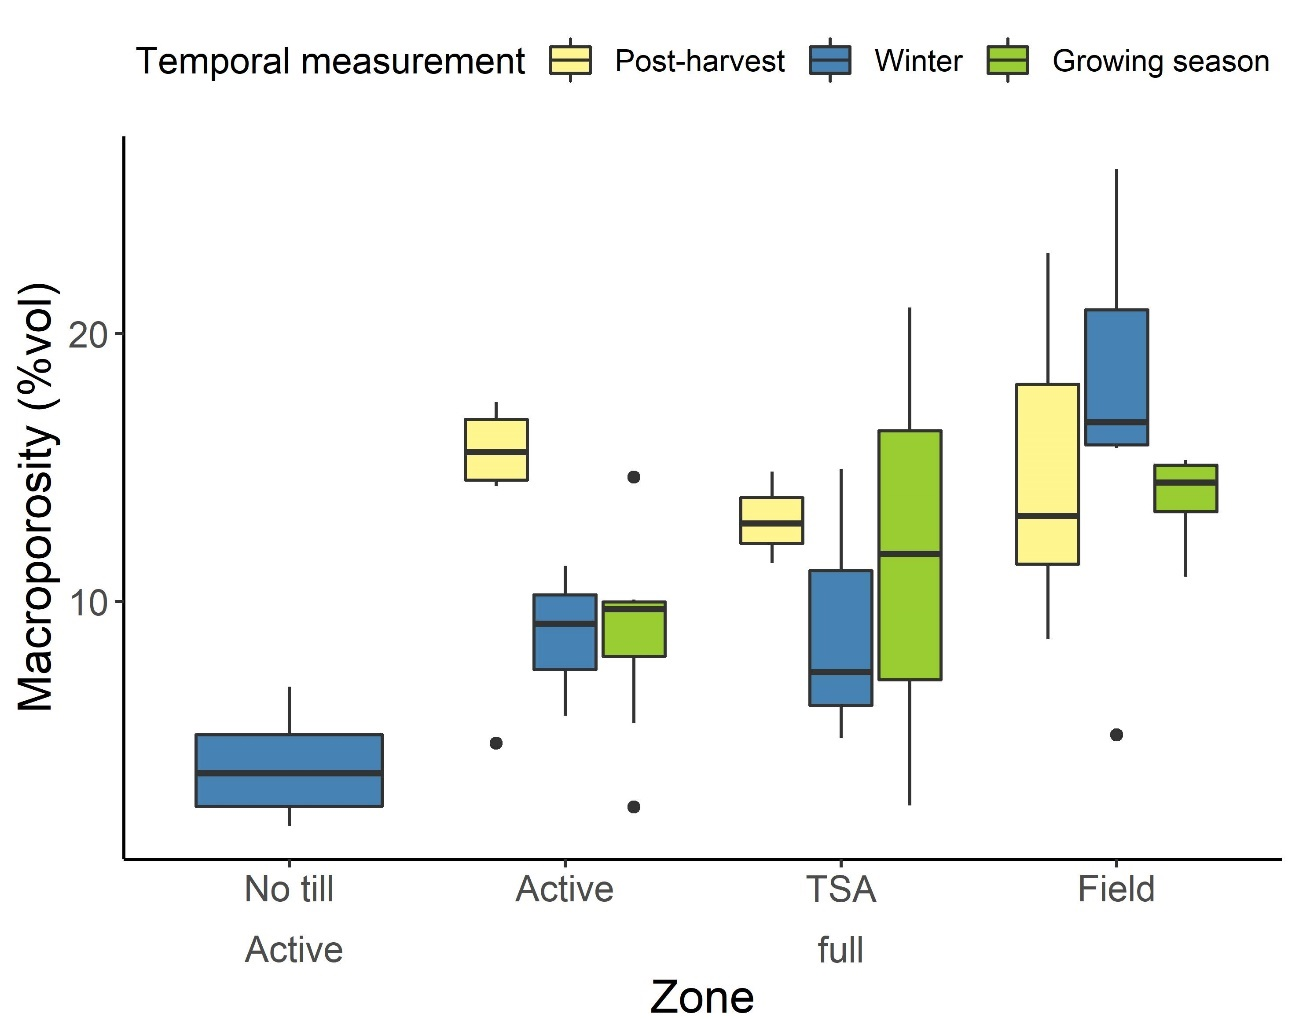 Temporal measurement Post-harvest Winter Growing season
Macroporosity (%vol)
20
10
No till Active TSA Field
Active full
Zone